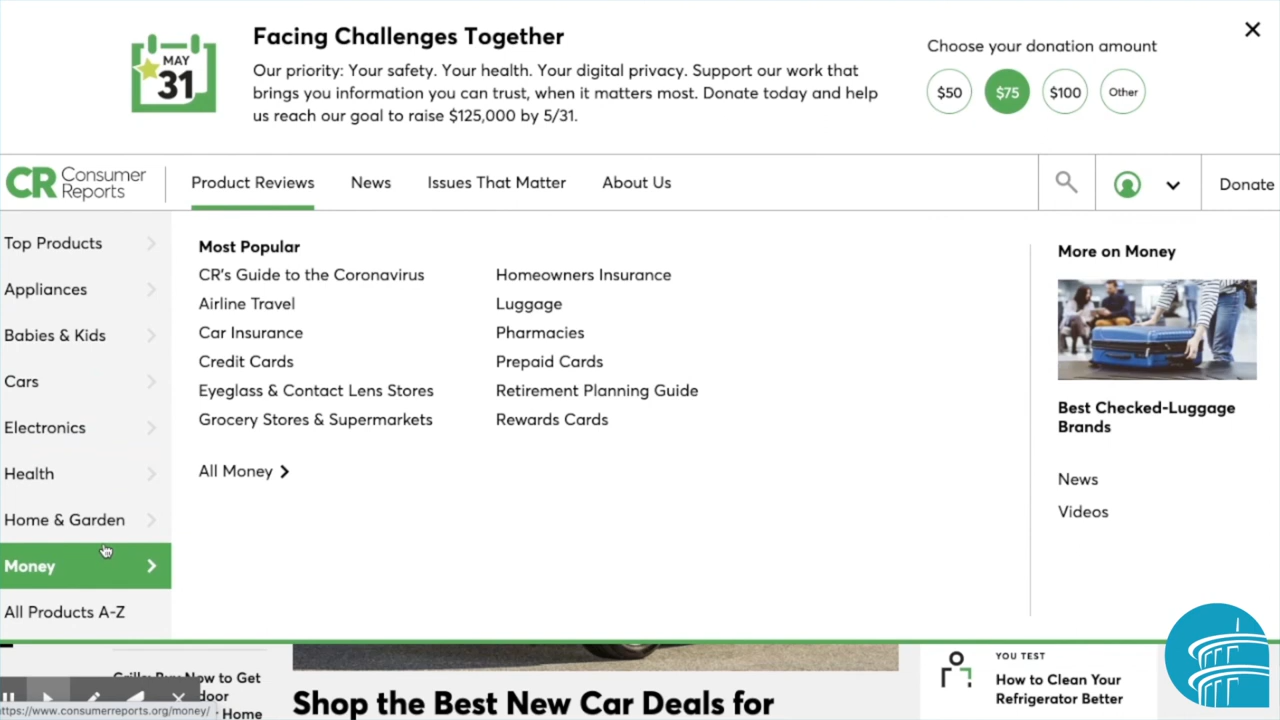 Facing Challenges Together
MAY
31
Our priority: Your safety. Your health. Your digital privacy. Support our work that
brings you information you can trust, when it matters most. Donate today and help
us reach our goal to raise $125,000 by 5/31.
Choose your donation amount
$50
$75
$100
Other
CR Consumer
Reports
Product Reviews
News
Issues That Matter
About Us
Donate
Top Products
Appliances
Babies & Kids
Cars
Electronics
Health
Home & Garden
Money
All Products A-Z
Most Popular
CR's Guide to the Coronavirus
Airline Travel
Car Insurance
Credit Cards
Eyeglass & Contact Lens Stores
Grocery Stores & Supermarkets
Homeowners Insurance
Luggage
Pharmacies
Prepaid Cards
Retirement Planning Guide
Rewards Cards
All Money
More on Money
Best Checked-Luggage
Brands
News
Videos
Now to Get
Home
Shop the Best New Car Deals for
YOU TEST
How to Clean Your
Refrigerator Better
https://www.consumerreports.org/money/